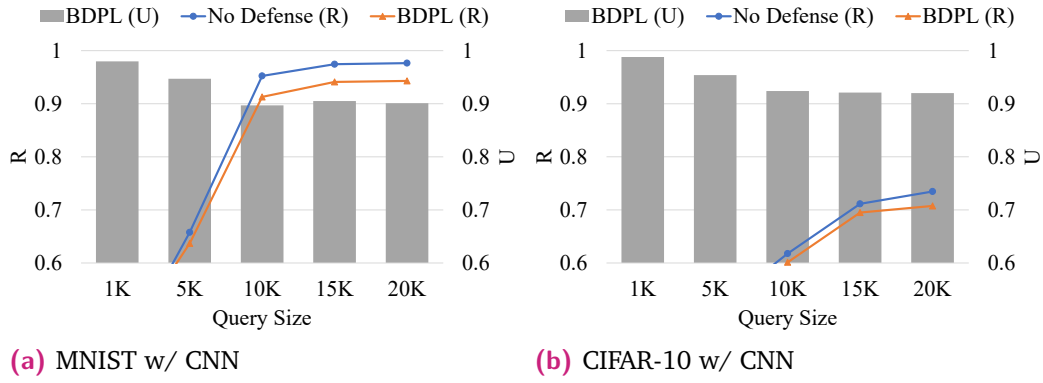 BDPL (U) No Defense (R) BDPL (R)
1 1
0.9 0.9
0.8 0.8
0.7 0.7
0.6 0.6
R U
1K 5K 10K 15K 20K
Query Size
(a) MNIST w/ CNN
BDPL (U) No Defense (R) BDPL (R)
1 1
0.9 0.9
0.8 0.8
0.7 0.7
0.6 0.6
R U
1K 5K 10K 15K 20K
Query Size
(b) CIFAR-10 w/ CNN